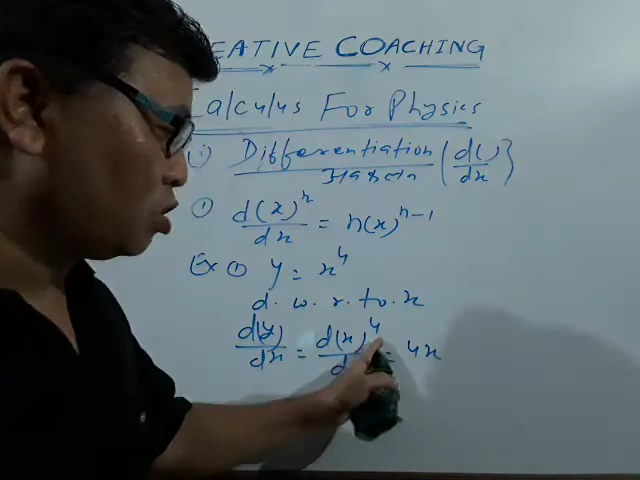 EATIVE COACHING
Calculus For Physics
(i) Differentiation ( d()/dx }
① d(x)^n/dx = n(x)^n-1
Ex ① y = x^4
d. w. r. to. x
d(y)/dx = d(x)^4/d = 4x